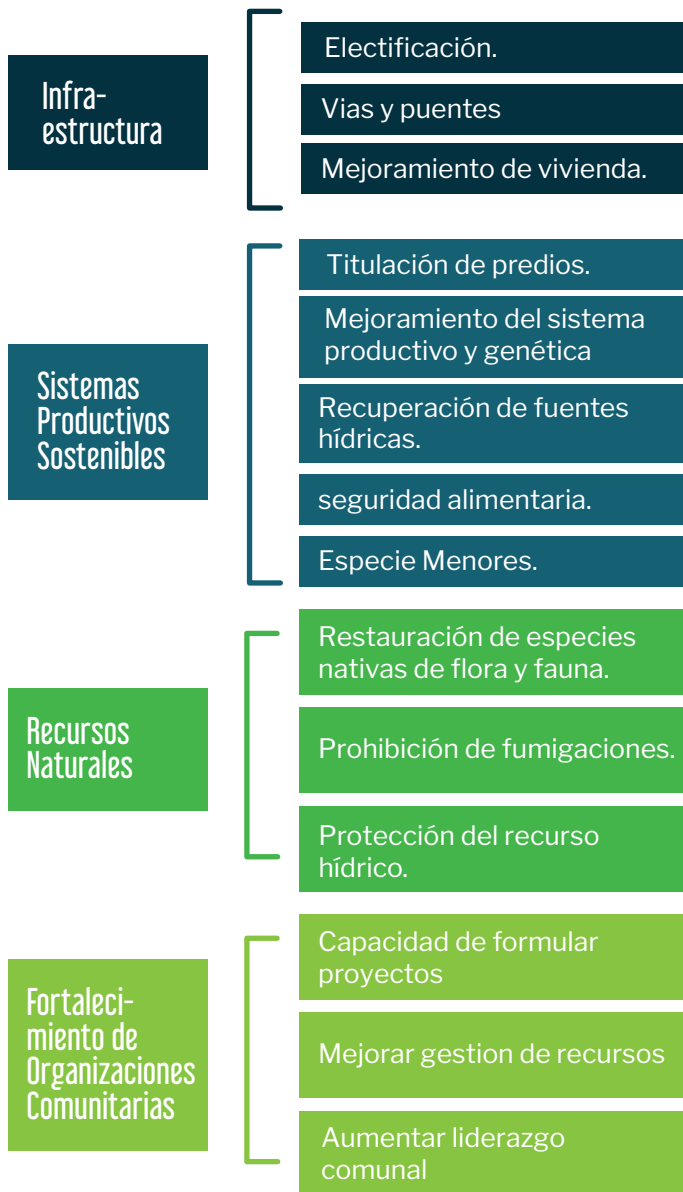 Infra-
estructura
Electificación.
Vias y puentes
Mejoramiento de vivienda.
Sistemas
Productivos
Sostenibles
Titulación de predios.
Mejoramiento del sistema
productivo y genética
Recuperación de fuentes
hídricas.
seguridad alimentaria.
Especie Menores.
Recursos
Naturales
Restauración de especies
nativas de flora y fauna.
Prohibición de fumigaciones.
Protección del recurso
hídrico.
Fortaleci-
miento de
Organizaciones
Comunitarias
Capacidad de formular
proyectos
Mejorar gestion de recursos
Aumentar liderazgo
comunal